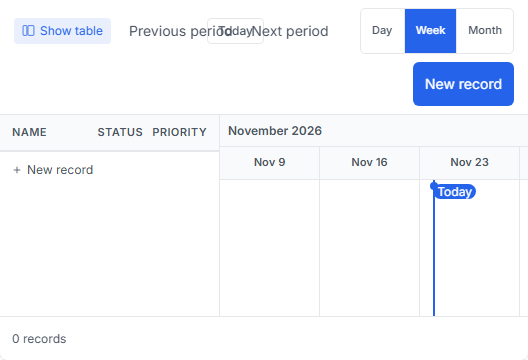 Show table
Previous period
Today
Next period
Day
Week
Month
New record
NAME
STATUS
PRIORITY
November 2026
Nov 9
Nov 16
Nov 23
+ New record
Today
0 records